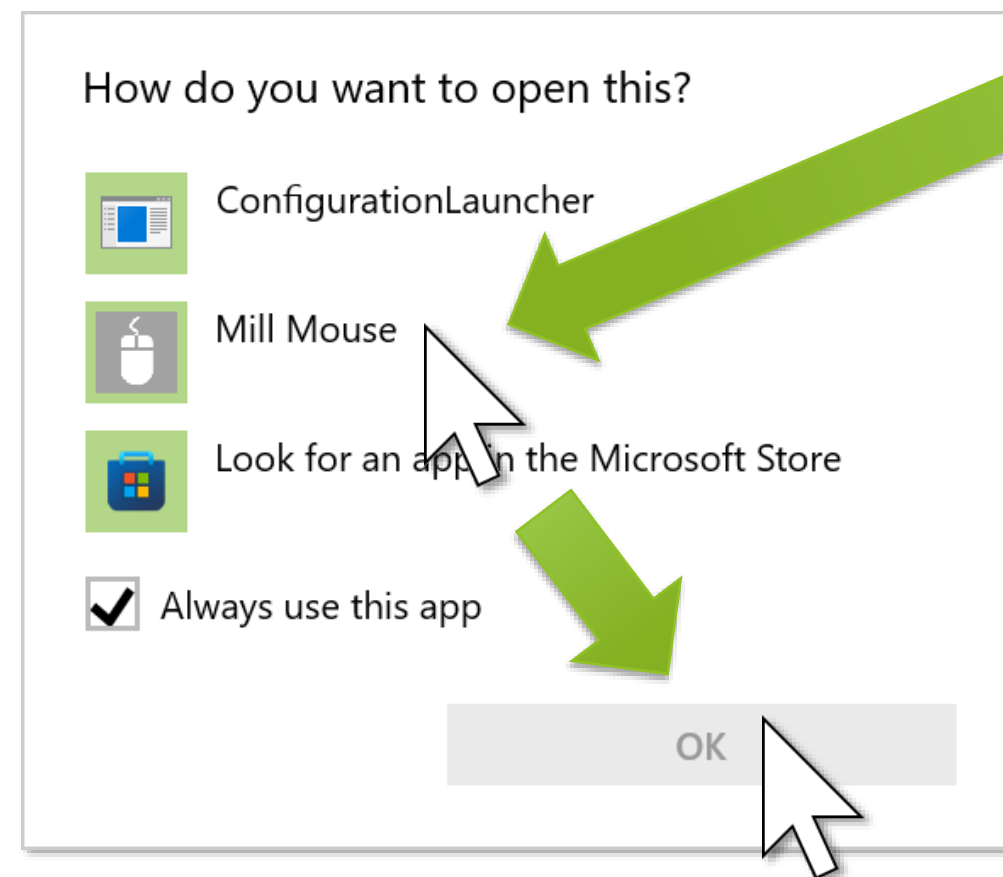 How do you want to open this?
ConfigurationLauncher
Mill Mouse
Look for an app in the Microsoft Store
Always use this app
OK